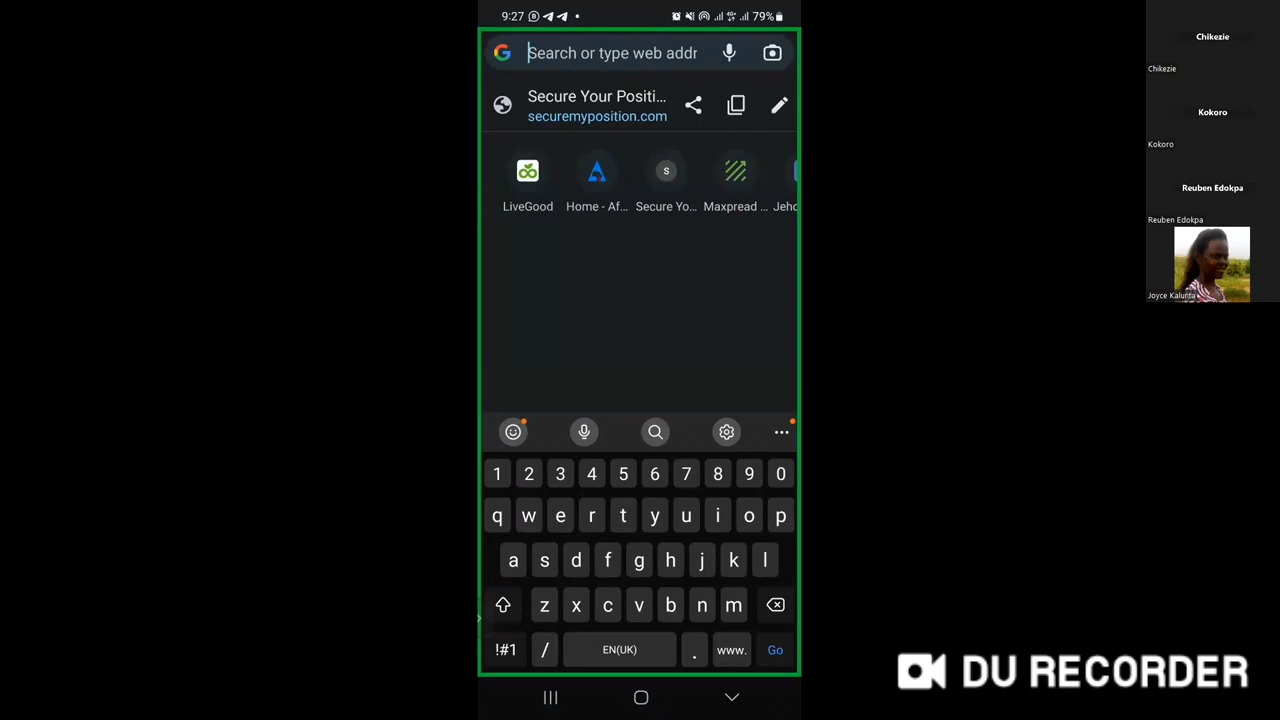 9:27
79%
Search or type web addr
Secure Your Positi...
securemyposition.com
S
LiveGood
Home - Af...
Secure Yo...
Maxpread ...
Jeho
1 2 3 4 5 6 7 8 9 0
q w e r t y u i o p
a s d f g h j k l
z x c v b n m
!#1 / EN(UK) . www. Go
Chikezie
Chikezie
Kokoro
Kokoro
Reuben Edokpa
Reuben Edokpa
Joyce Kalunta
DU RECORDER